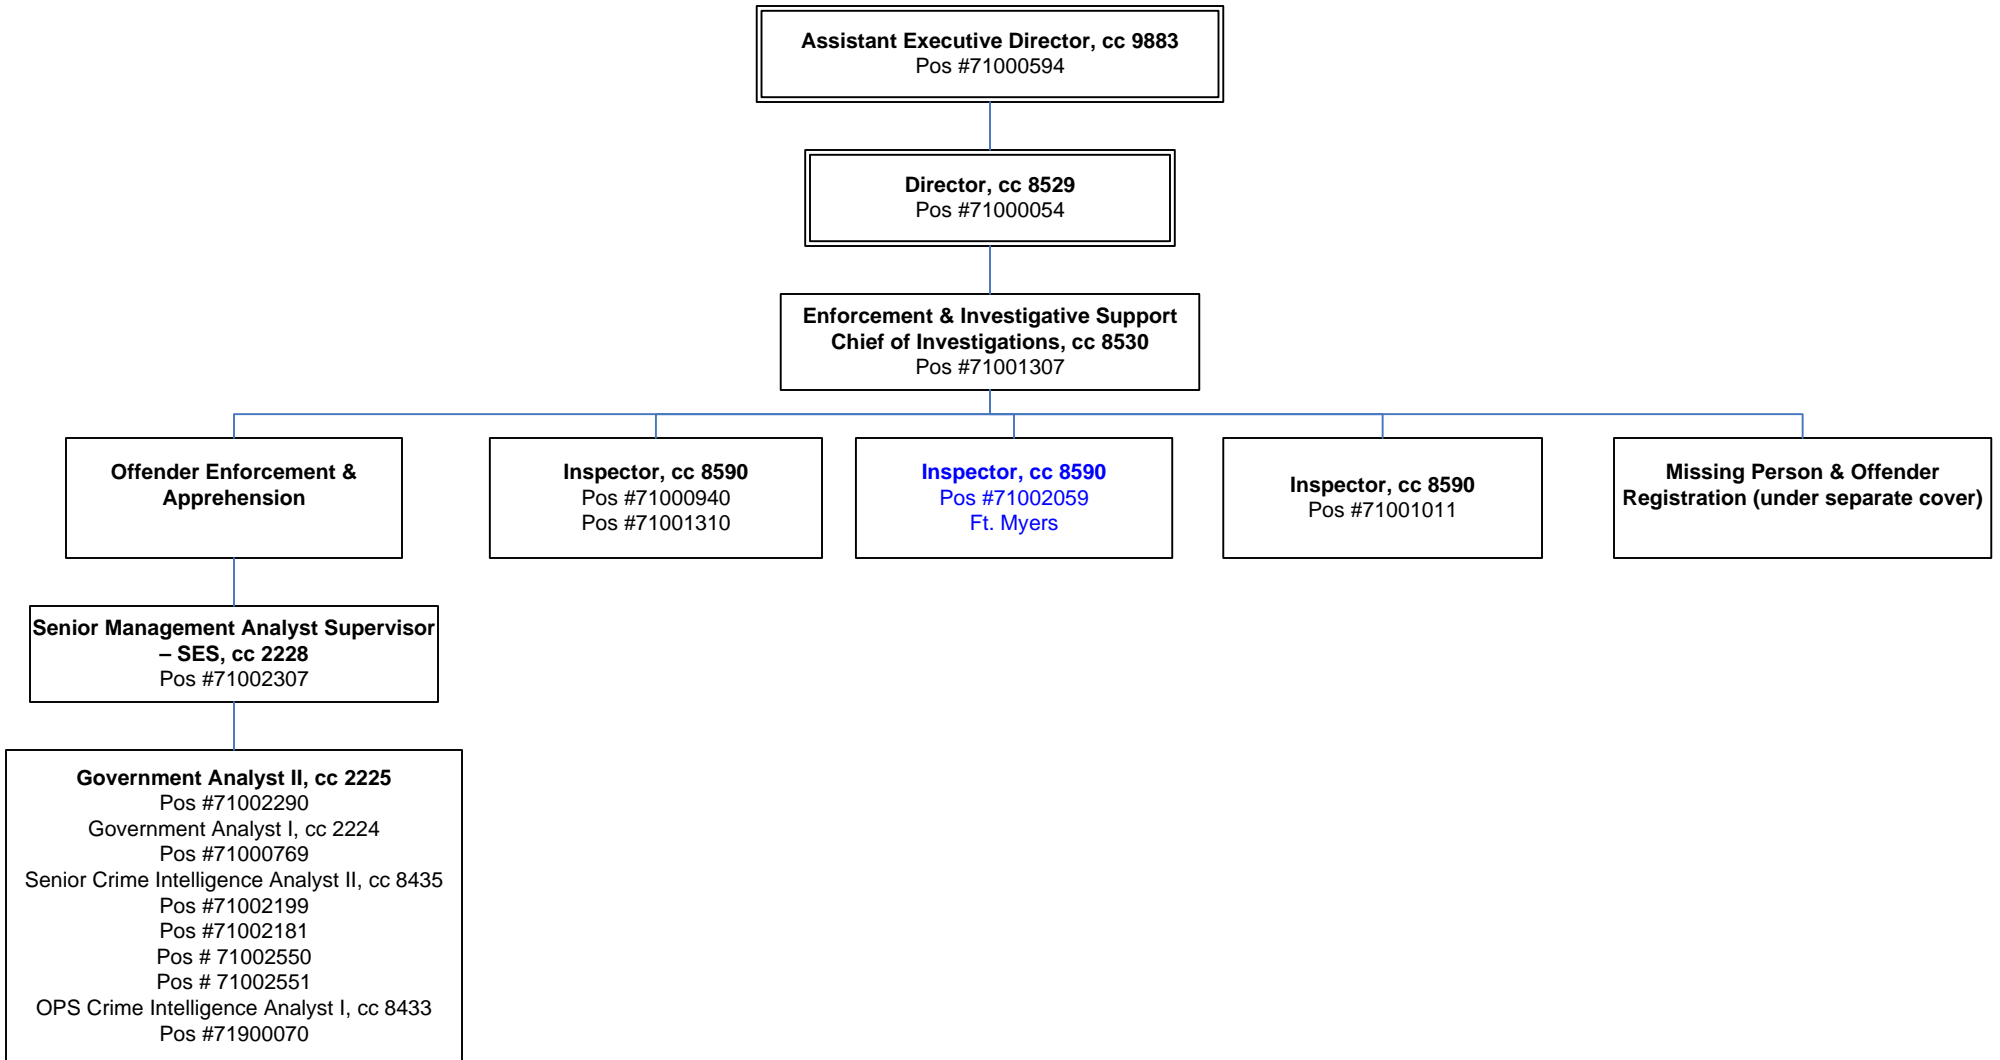 Assistant Executive Director, cc 9883
Pos #71000594
Director, cc 8529
Pos #71000054
Enforcement & Investigative Support
Chief of Investigations, cc 8530
Pos #71001307
Offender Enforcement &
Apprehension
Inspector, cc 8590
Pos #71000940
Pos #71001310
Inspector, cc 8590
Pos #71002059
Ft. Myers
Inspector, cc 8590
Pos #71001011
Missing Person & Offender
Registration (under separate cover)
Senior Management Analyst Supervisor
– SES, cc 2228
Pos #71002307
Government Analyst II, cc 2225
Pos #71002290
Government Analyst I, cc 2224
Pos #71000769
Senior Crime Intelligence Analyst II, cc 8435
Pos #71002199
Pos #71002181
Pos # 71002550
Pos # 71002551
OPS Crime Intelligence Analyst I, cc 8433
Pos #71900070